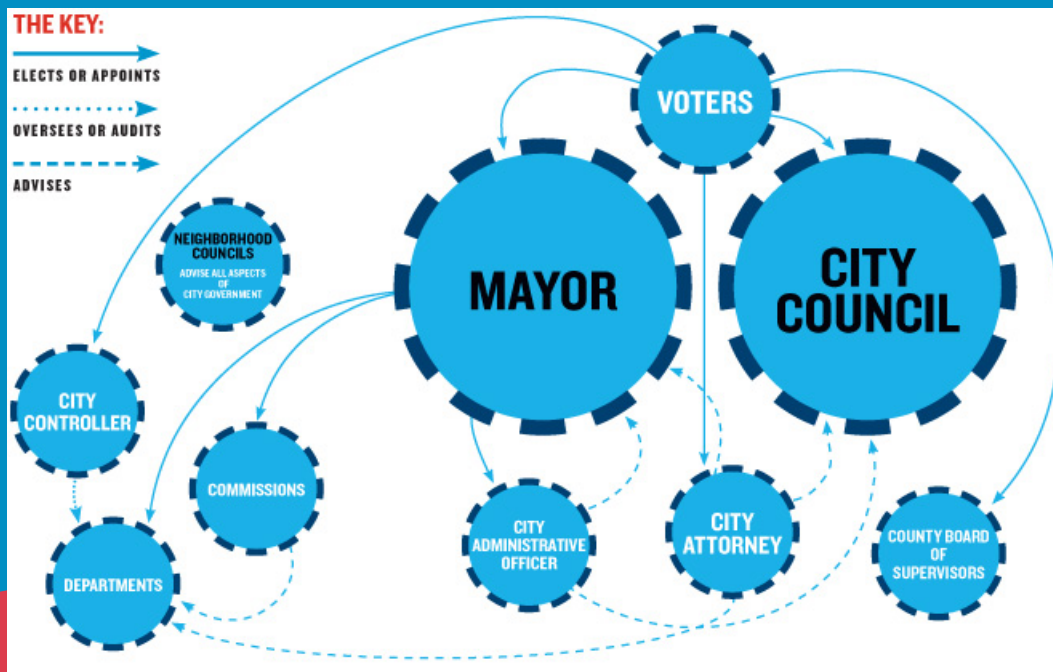 THE KEY:
ELECTS OR APPOINTS
OVERSEES OR AUDITS
ADVISES
VOTERS
NEIGHBORHOOD
COUNCILS
ADVISE ALL ASPECTS
OF
CITY GOVERNMENT
MAYOR
CITY
COUNCIL
CITY
CONTROLLER
COMMISSIONS
CITY
ADMINISTRATIVE
OFFICER
CITY
ATTORNEY
COUNTY BOARD
OF
SUPERVISORS
DEPARTMENTS